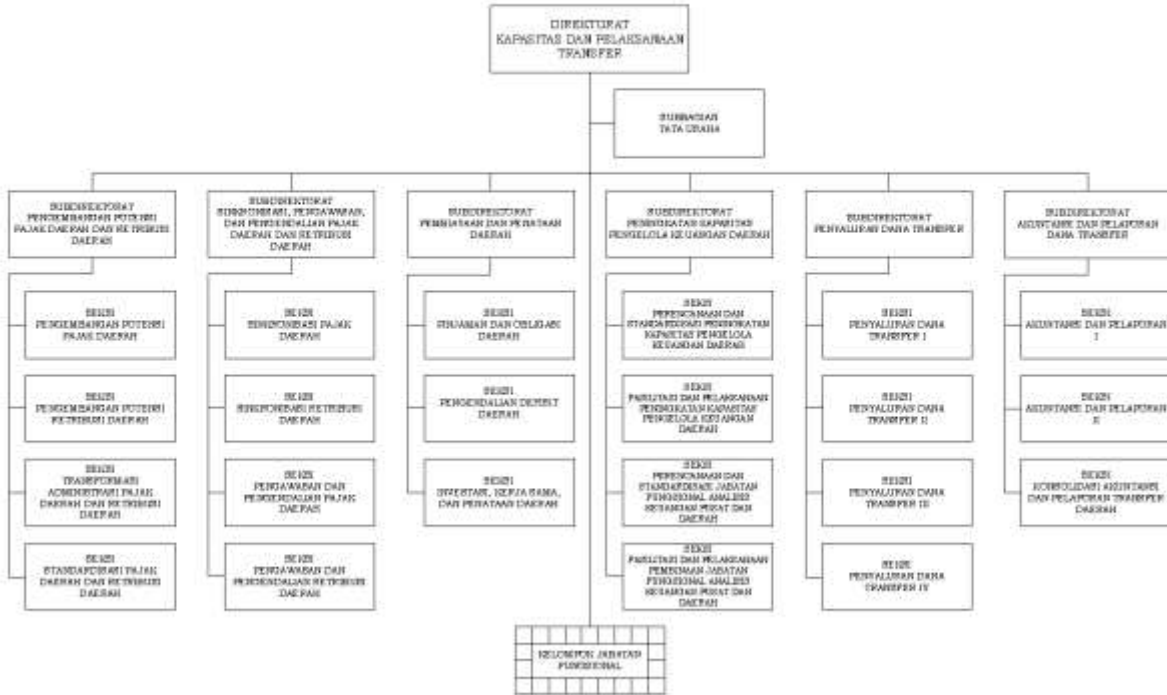 DIREKTORAT
KAPASITAS DAN PELAKSANAAN
TRANSFER
SUBBAGIAN
TATA USAHA
SUBDIREKTORAT
PENGEMBANGAN POTENSI
PAJAK DAERAH DAN RETRIBUSI
DAERAH
SEKSI
PENGEMBANGAN POTENSI
PAJAK DAERAH
SEKSI
PENGEMBANGAN POTENSI
RETRIBUSI DAERAH
SEKSI
TRANSFORMASI
ADMINISTRASI PAJAK
DAERAH DAN RETRIBUSI
DAERAH
SEKSI
STANDARDISASI PAJAK
DAERAH DAN RETRIBUSI
DAERAH
SUBDIREKTORAT
SINKRONISASI, PENGAWASAN,
DAN PENGENDALIAN PAJAK
DAERAH DAN RETRIBUSI
DAERAH
SEKSI
SINKRONISASI PAJAK
DAERAH
SEKSI
SINKRONISASI RETRIBUSI
DAERAH
SEKSI
PENGAWASAN DAN
PENGENDALIAN PAJAK
DAERAH
SEKSI
PENGAWASAN DAN
PENGENDALIAN RETRIBUSI
DAERAH
SUBDIREKTORAT
PEMBIAYAAN DAN PENATAAN
DAERAH
SEKSI
PINJAMAN DAN OBLIGASI
DAERAH
SEKSI
PENGENDALIAN DEFISIT
DAERAH
SEKSI
INVESTASI, KERJA SAMA,
DAN PENATAAN DAERAH
SUBDIREKTORAT
PENINGKATAN KAPASITAS
PENGELOLA KEUANGAN DAERAH
SEKSI
PERENCANAAN DAN
STANDARDISASI PENINGKATAN
KAPASITAS PENGELOLA
KEUANGAN DAERAH
SEKSI
FASILITASI DAN PELAKSANAAN
PENINGKATAN KAPASITAS
PENGELOLA KEUANGAN
DAERAH
SEKSI
PERENCANAAN DAN
STANDARDISASI JABATAN
FUNGSIONAL ANALISIS
KEUANGAN PUSAT DAN
DAERAH
SEKSI
FASILITASI DAN PELAKSANAAN
PEMBINAAN JABATAN
FUNGSIONAL ANALISIS
KEUANGAN PUSAT DAN
DAERAH
SUBDIREKTORAT
PENYALURAN DANA TRANSFER
SEKSI
PENYALURAN DANA
TRANSFER I
SEKSI
PENYALURAN DANA
TRANSFER II
SEKSI
PENYALURAN DANA
TRANSFER III
SEKSI
PENYALURAN DANA
TRANSFER IV
SUBDIREKTORAT
AKUNTANSI DAN PELAPORAN
DANA TRANSFER
SEKSI
AKUNTANSI DAN PELAPORAN
I
SEKSI
AKUNTANSI DAN PELAPORAN
II
SEKSI
KONSOLIDASI AKUNTANSI
DAN PELAPORAN TRANSFER
DAERAH
KELOMPOK JABATAN
FUNGSIONAL